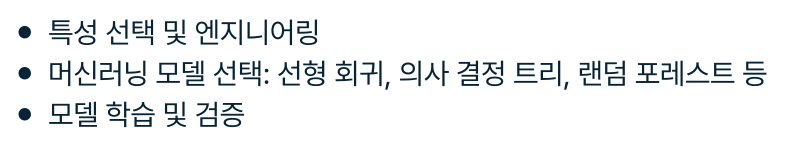 • 특성 선택 및 엔지니어링
• 머신러닝 모델 선택: 선형 회귀, 의사 결정 트리, 랜덤 포레스트 등
• 모델 학습 및 검증